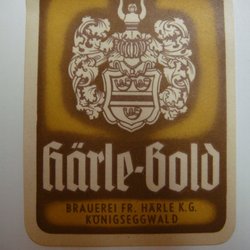 Härle-Gold
BRAUEREI FR. HÄRLE K.G.
KÖNIGSEGGWALD